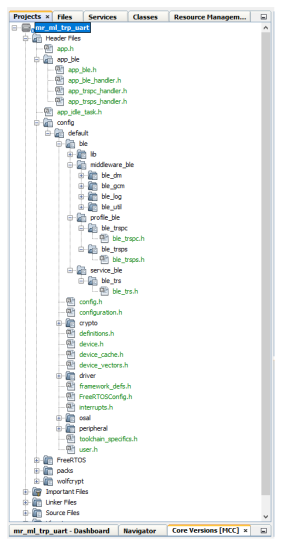 Projects × Files Services Classes Resource Managem...
mr_ml_trp_uart
Header Files
app.h
app_ble
app_ble.h
app_ble_handler.h
app_trspc_handler.h
app_trsps_handler.h
app_idle_task.h
config
default
ble
lib
middleware_ble
ble_dm
ble_gcm
ble_log
ble_util
profile_ble
ble_trspc
ble_trspc.h
ble_trsps
ble_trsps.h
service_ble
ble_trs
ble_trs.h
config.h
configuration.h
crypto
definitions.h
device.h
device_cache.h
device_vectors.h
driver
framework_defs.h
FreeRTOSConfig.h
interrupts.h
osal
peripheral
toolchain_specifics.h
user.h
FreeRTOS
packs
wolfcrypt
Important Files
Linker Files
Source Files
mr_ml_trp_uart - Dashboard Navigator Core Versions [MCC] ×